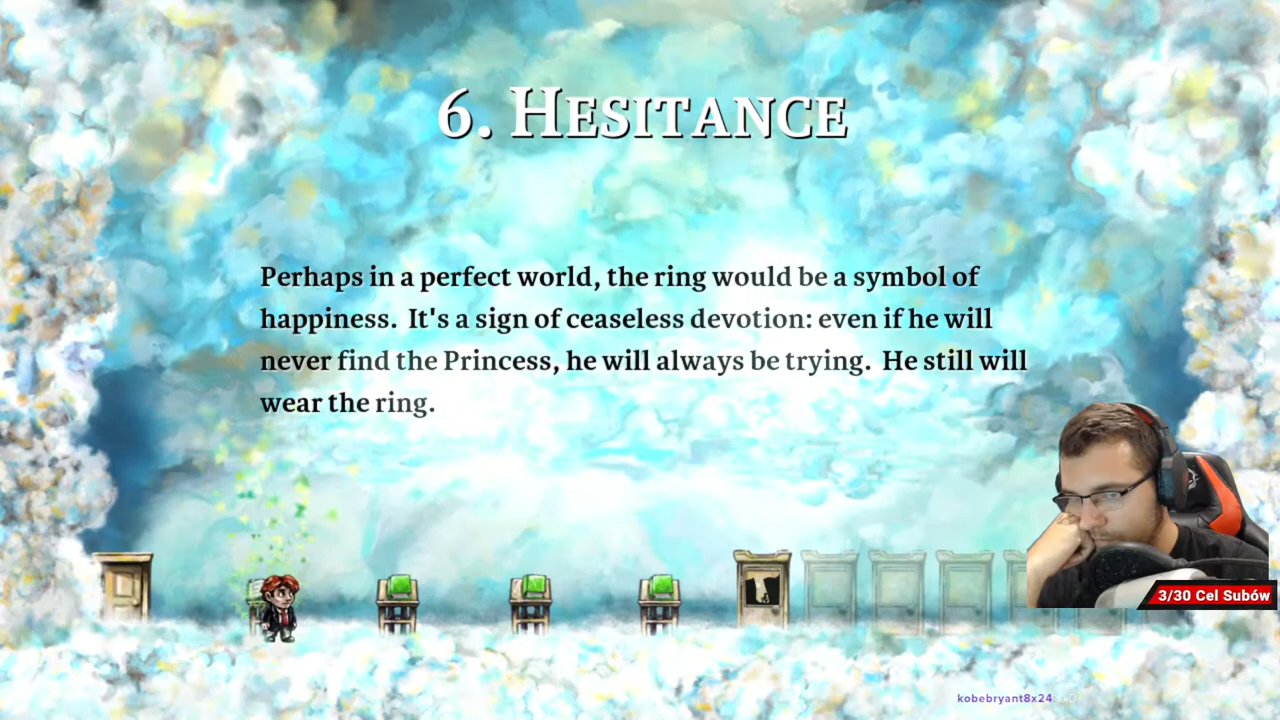 6. HESITANCE
Perhaps in a perfect world, the ring would be a symbol of
happiness. It's a sign of ceaseless devotion: even if he will
never find the Princess, he will always be trying. He still will
wear the ring.
3/30 Cel Subów
kobebryant8x24